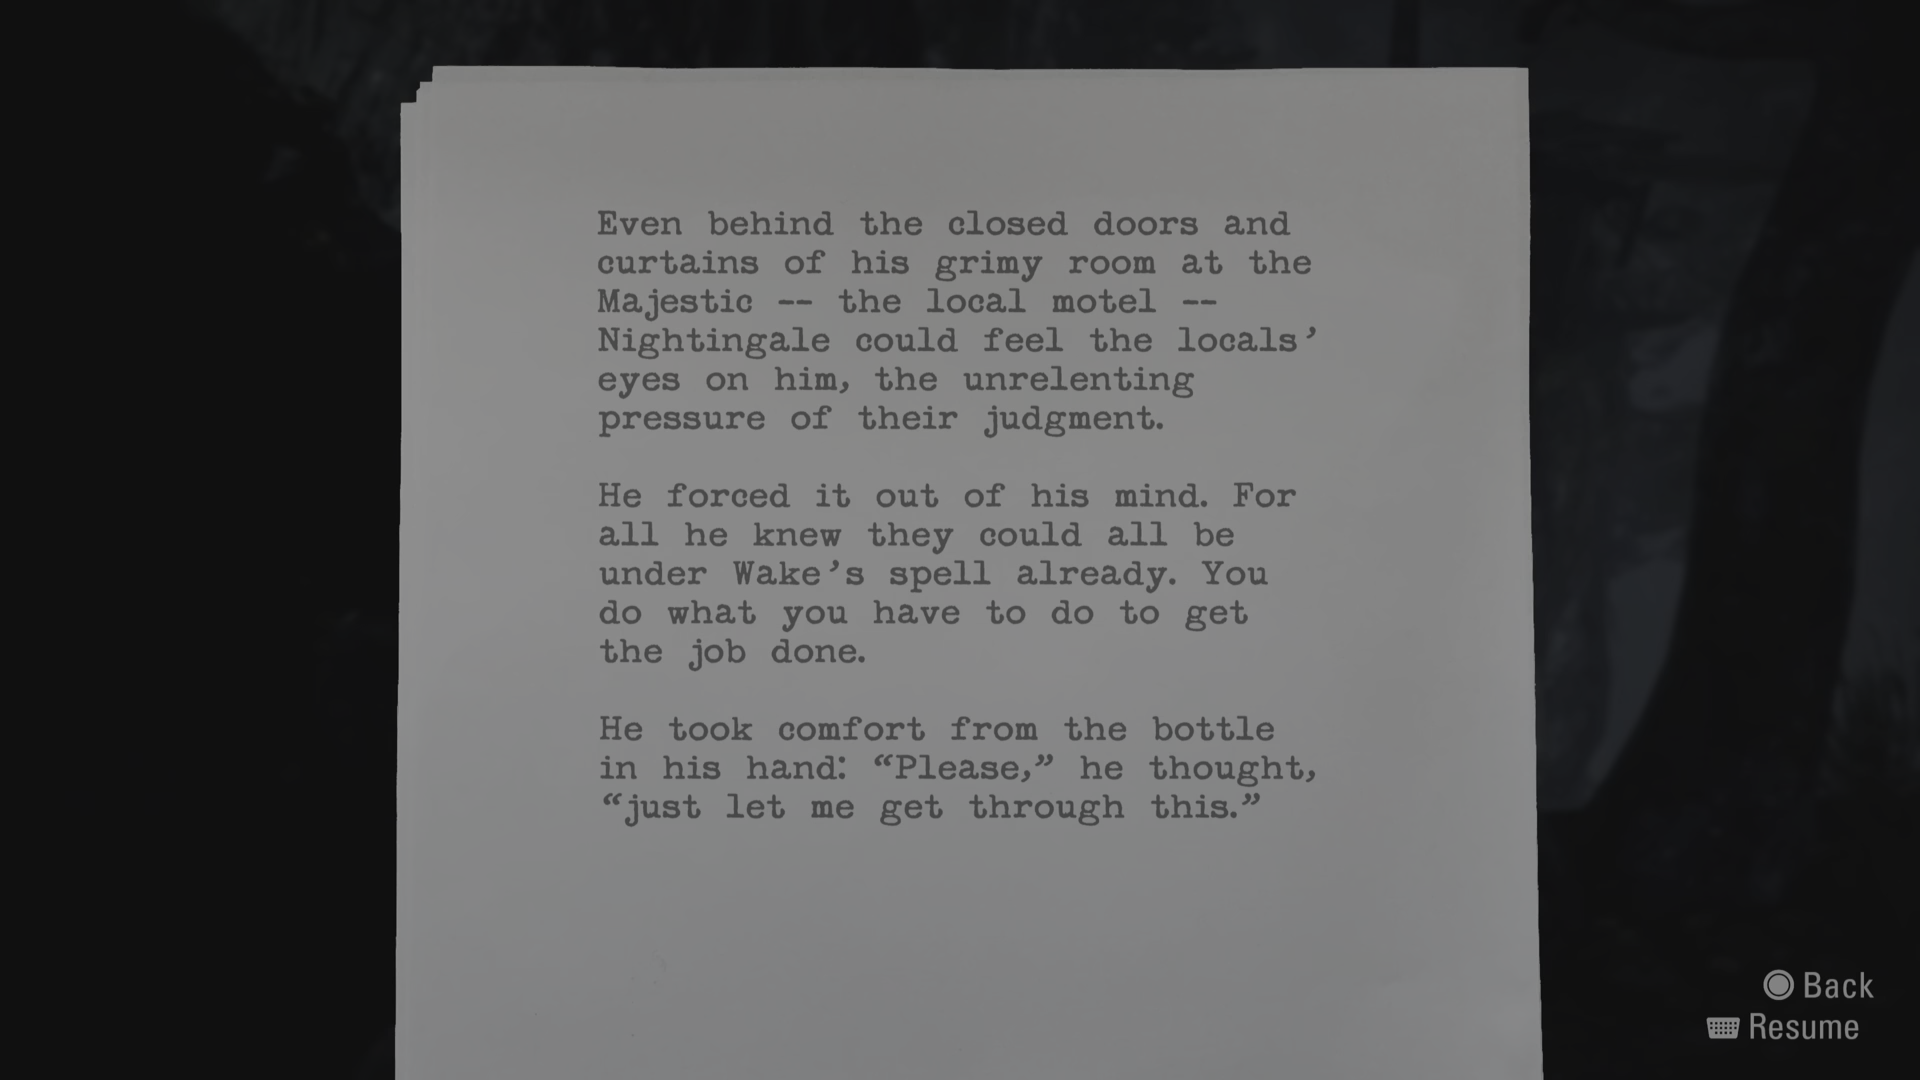 Even behind the closed doors and
curtains of his grimy room at the
Majestic -- the local motel --
Nightingale could feel the locals’
eyes on him, the unrelenting
pressure of their judgment.
He forced it out of his mind. For
all he knew they could all be
under Wake’s spell already. You
do what you have to do to get
the job done.
He took comfort from the bottle
in his hand: “Please,” he thought,
“just let me get through this.”
Back
Resume